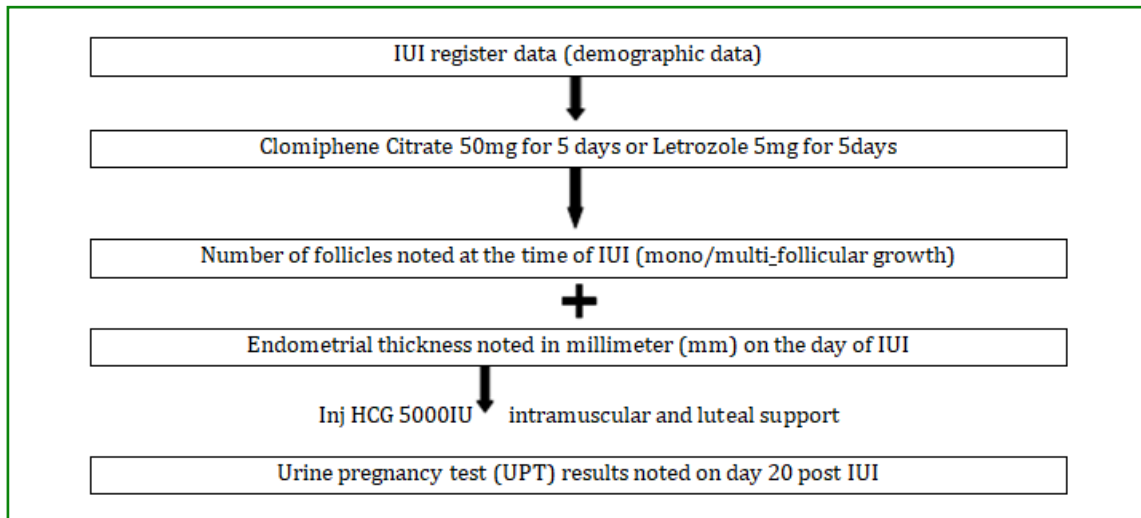 IUI register data (demographic data)
Clomiphene Citrate 50mg for 5 days or Letrozole 5mg for 5days
Number of follicles noted at the time of IUI (mono/multi-follicular growth)
Endometrial thickness noted in millimeter (mm) on the day of IUI
Inj HCG 5000IU intramuscular and luteal support
Urine pregnancy test (UPT) results noted on day 20 post IUI